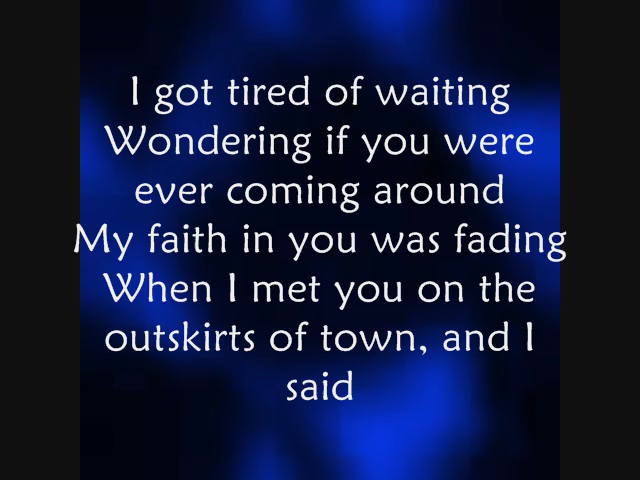 I got tired of waiting
Wondering if you were
ever coming around
My faith in you was fading
When I met you on the
outskirts of town, and I
said